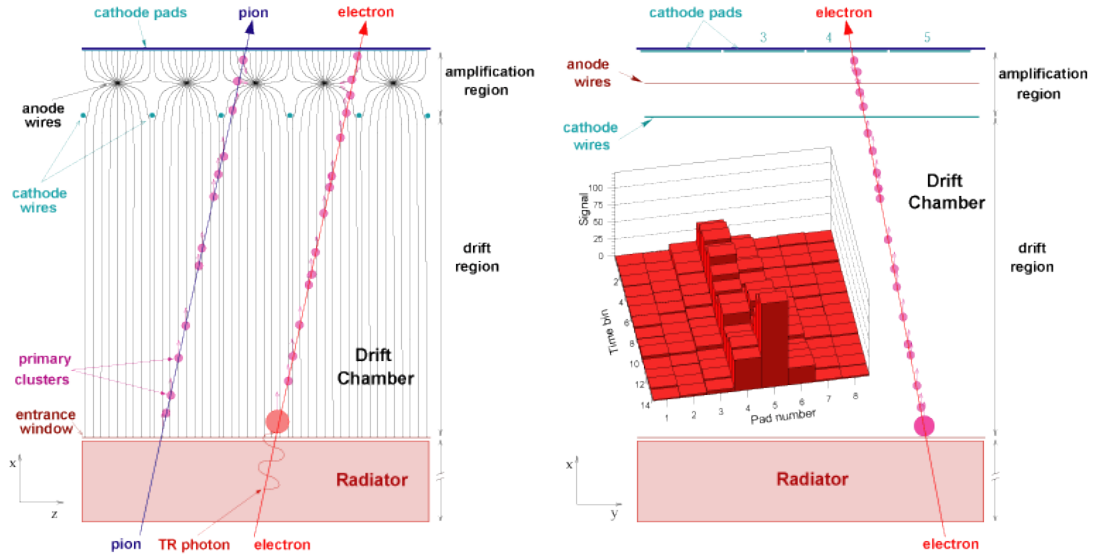 cathode pads
pion
electron
amplification
region
anode
wires
cathode
wires
drift
region
primary
clusters
Drift
Chamber
entrance
window
Radiator
x
z
pion
TR photon
electron
cathode pads
electron
3
4
5
anode
wires
amplification
region
cathode
wires
Drift
Chamber
drift
region
Signal
100
75
50
25
0
2
4
6
8
10
12
14
Time bin
1
2
3
4
5
6
7
8
Pad number
Radiator
x
y
electron